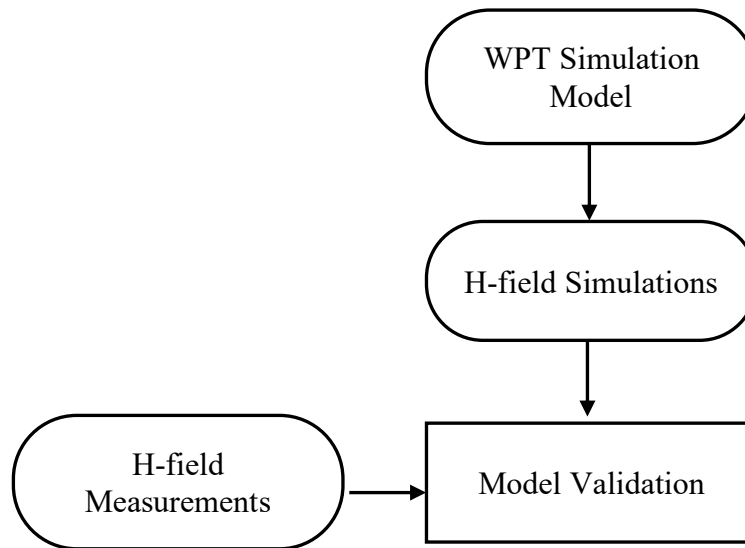 WPT Simulation
Model
H-field Simulations
H-field
Measurements
Model Validation